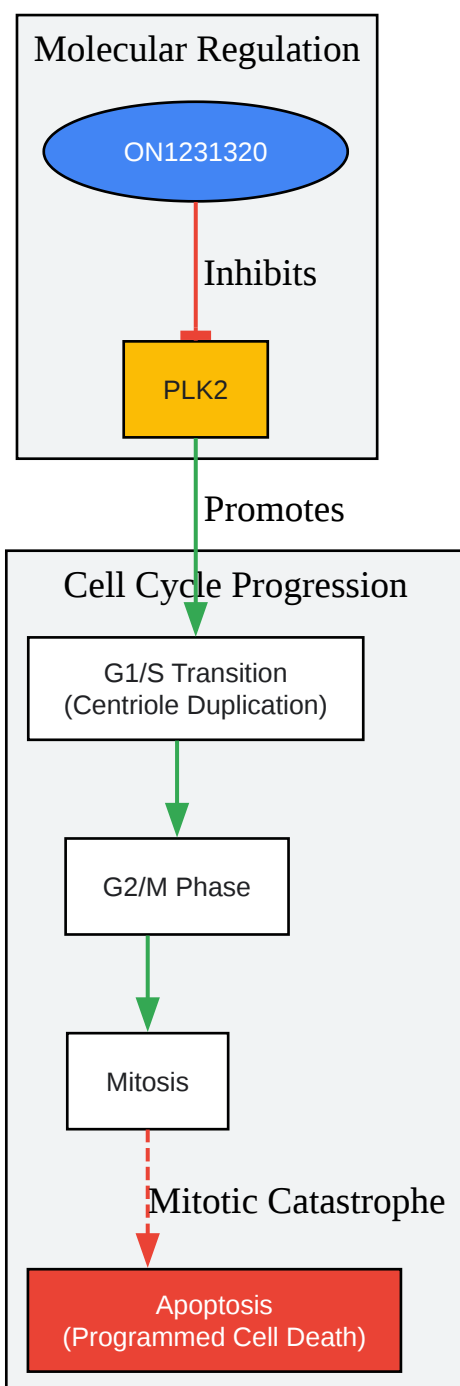 Molecular Regulation
ON1231320
Inhibits
PLK2
Promotes
Cell Cycle Progression
G1/S Transition
(Centriole Duplication)
G2/M Phase
Mitosis
Mitotic Catastrophe
Apoptosis
(Programmed Cell Death)